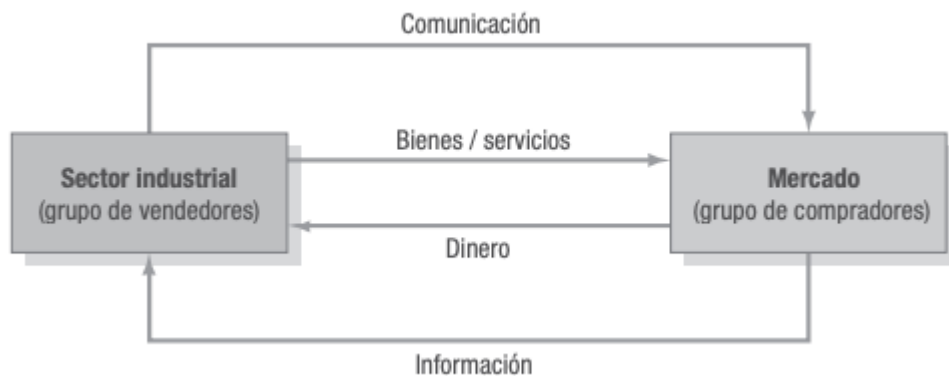 Comunicación
Bienes / servicios
Sector industrial
(grupo de vendedores)
Mercado
(grupo de compradores)
Dinero
Información